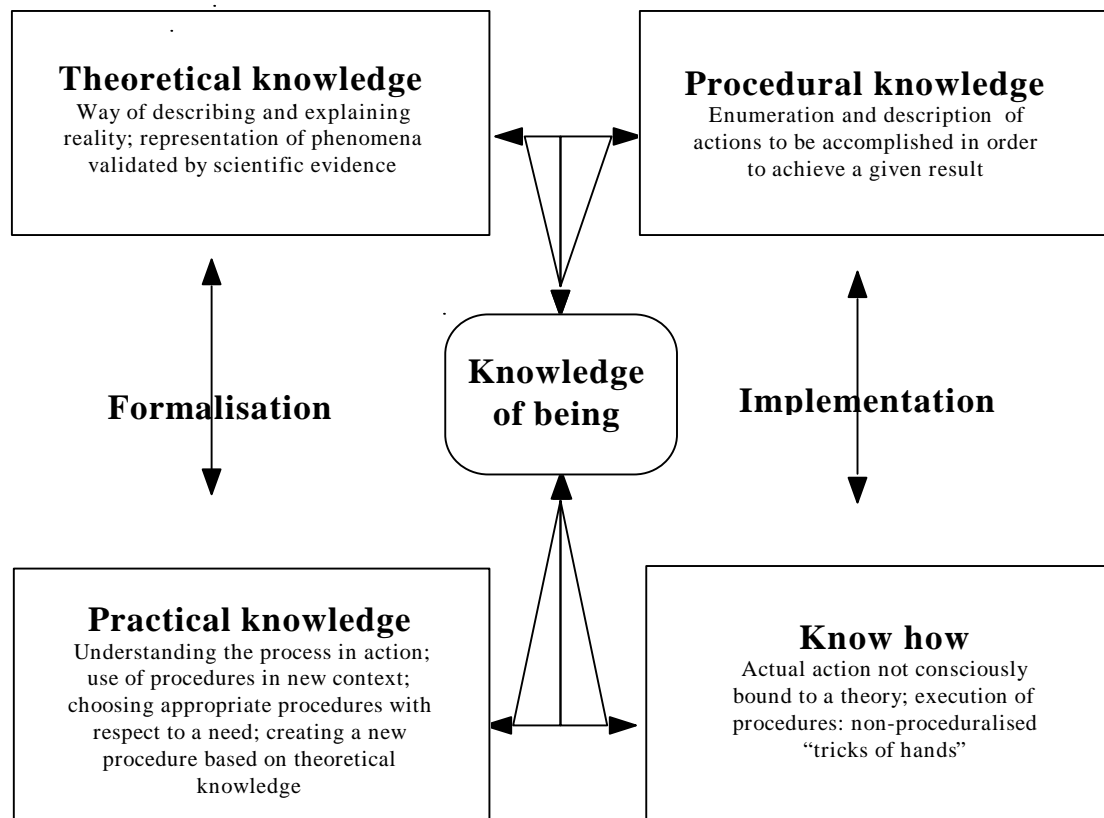 Theoretical knowledge
Way of describing and explaining
reality; representation of phenomena
validated by scientific evidence
Procedural knowledge
Enumeration and description of
actions to be accomplished in order
to achieve a given result
Formalisation
Knowledge
of being
Implementation
Practical knowledge
Understanding the process in action;
use of procedures in new context;
choosing appropriate procedures with
respect to a need; creating a new
procedure based on theoretical
knowledge
Know how
Actual action not consciously
bound to a theory; execution of
procedures: non-proceduralised
“tricks of hands”